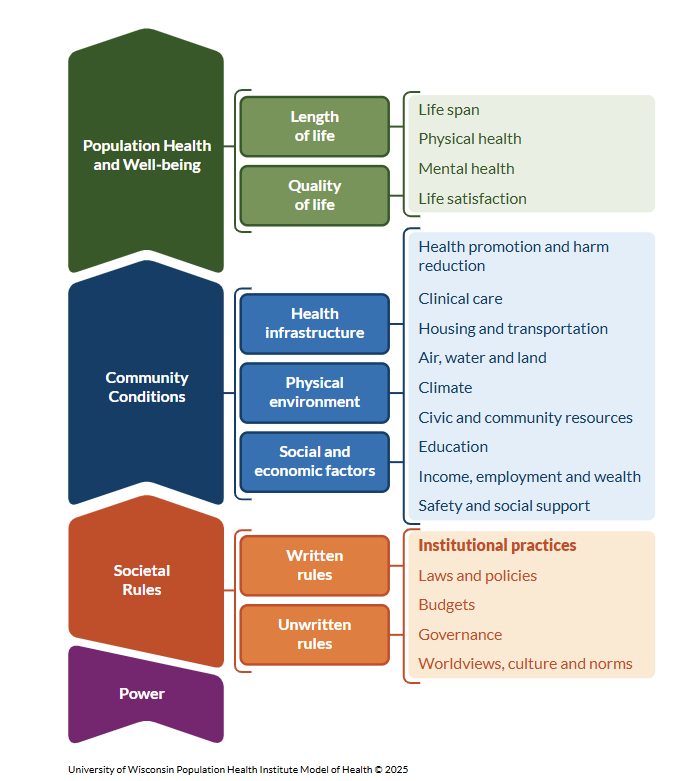 Population Health
and Well-being
Length
of life
Quality
of life
Life span
Physical health
Mental health
Life satisfaction
Community
Conditions
Health
infrastructure
Physical
environment
Social and
economic factors
Health promotion and harm
reduction
Clinical care
Housing and transportation
Air, water and land
Climate
Civic and community resources
Education
Income, employment and wealth
Safety and social support
Societal
Rules
Written
rules
Unwritten
rules
Institutional practices
Laws and policies
Budgets
Governance
Worldviews, culture and norms
Power
University of Wisconsin Population Health Institute Model of Health © 2025